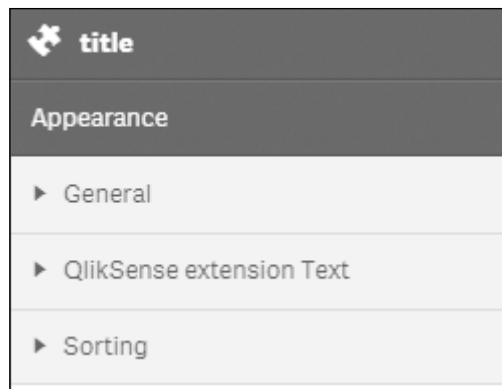 title
Appearance
General
QlikSense extension Text
Sorting